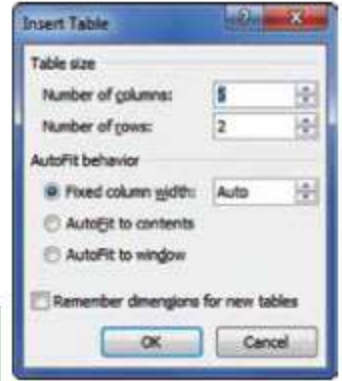 Insert Table
Table size
Number of columns: 5
Number of rows: 2
AutoFit behavior
Fixed column width: Auto
AutoFit to contents
AutoFit to window
Remember dimensions for new tables
OK Cancel